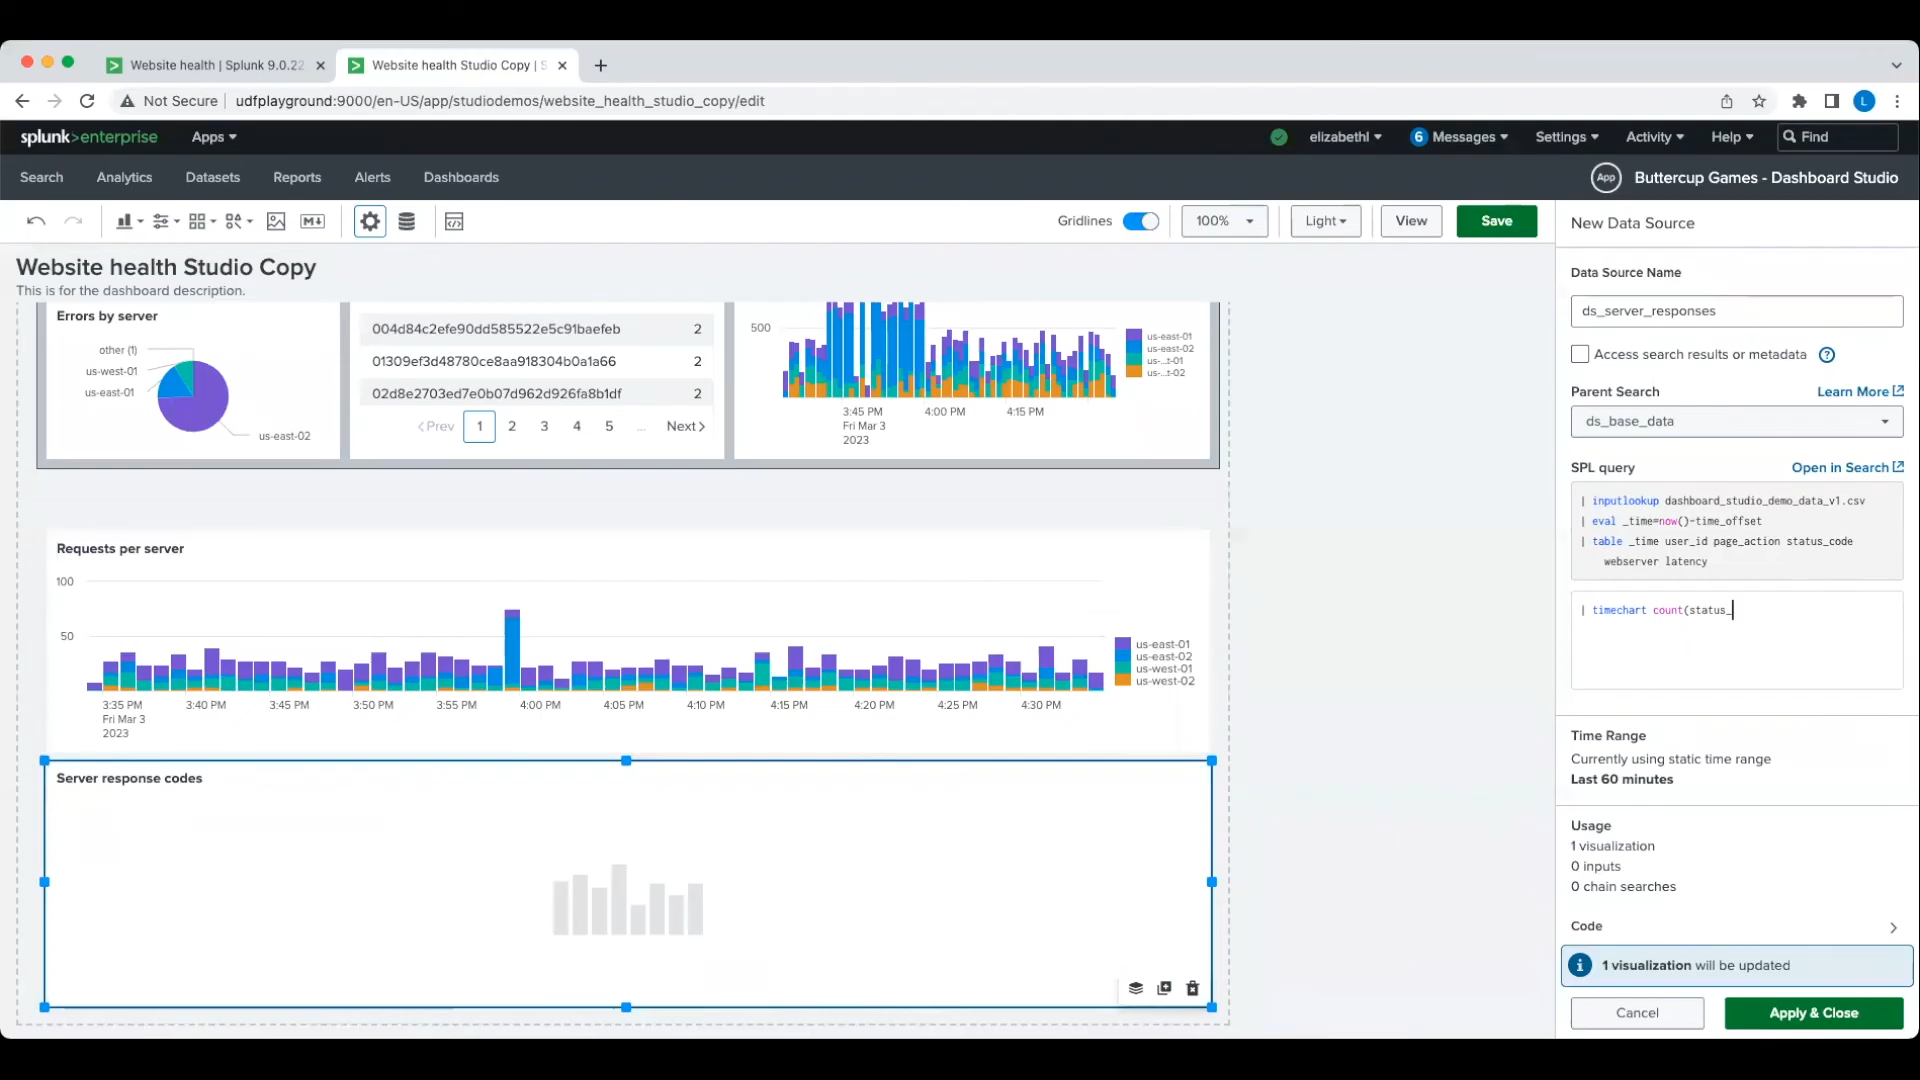 Website health | Splunk 9.0.22
Website health Studio Copy | S
Not Secure
udfplayground:9000/en-US/app/studiodemos/website_health_studio_copy/edit
L
splunk>enterprise
Apps
elizabethl
6 Messages
Settings
Activity
Help
Find
Search
Analytics
Datasets
Reports
Alerts
Dashboards
App
Buttercup Games - Dashboard Studio
Gridlines
100%
Light
View
Save
New Data Source
Website health Studio Copy
This is for the dashboard description.
Errors by server
other (1)
us-west-01
us-east-01
us-east-02
004d84c2efe90dd585522e5c91baefeb 2
01309ef3d48780ce8aa918304b0a1a66 2
02d8e2703ed7e0b07d962d926fa8b1df 2
<Prev 1 2 3 4 5 ... Next>
500
3:45 PM 4:00 PM 4:15 PM
Fri Mar 3
2023
us-east-01
us-east-02
us-...t-01
us-...t-02
Requests per server
100
50
3:35 PM 3:40 PM 3:45 PM 3:50 PM 3:55 PM 4:00 PM 4:05 PM 4:10 PM 4:15 PM 4:20 PM 4:25 PM 4:30 PM
Fri Mar 3
2023
us-east-01
us-east-02
us-west-01
us-west-02
Server response codes
Data Source Name
ds_server_responses
Access search results or metadata ?
Parent Search
Learn More
ds_base_data
SPL query
Open in Search
| inputlookup dashboard_studio_demo_data_v1.csv
| eval _time=now()-time_offset
| table _time user_id page_action status_code
webserver latency
| timechart count(status_
Time Range
Currently using static time range
Last 60 minutes
Usage
1 visualization
0 inputs
0 chain searches
Code
i 1 visualization will be updated
Cancel
Apply & Close